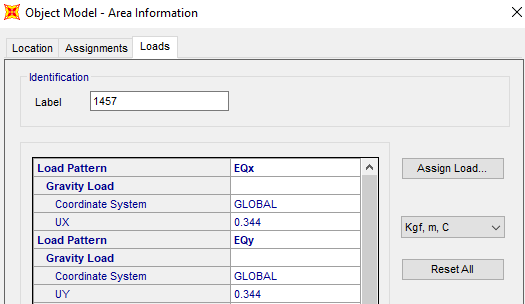 Object Model - Area Information
Location Assignments Loads
Identification
Label 1457
Load Pattern EQx
Gravity Load
Coordinate System GLOBAL
UX 0.344
Load Pattern EQy
Gravity Load
Coordinate System GLOBAL
UY 0.344
Assign Load...
Kgf, m, C
Reset All